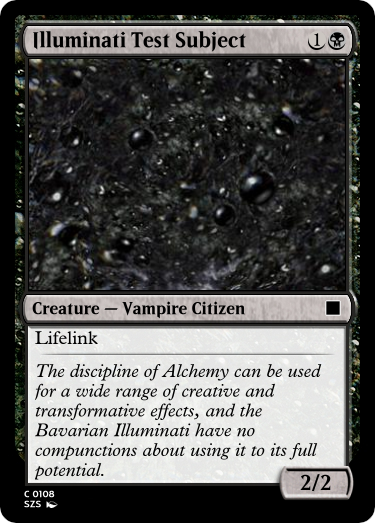 Illuminati Test Subject 1
Creature — Vampire Citizen
Lifelink
The discipline of Alchemy can be used
for a wide range of creative and
transformative effects, and the
Bavarian Illuminati have no
compunctions about using it to its full
potential.
2/2
C 0108
SZS